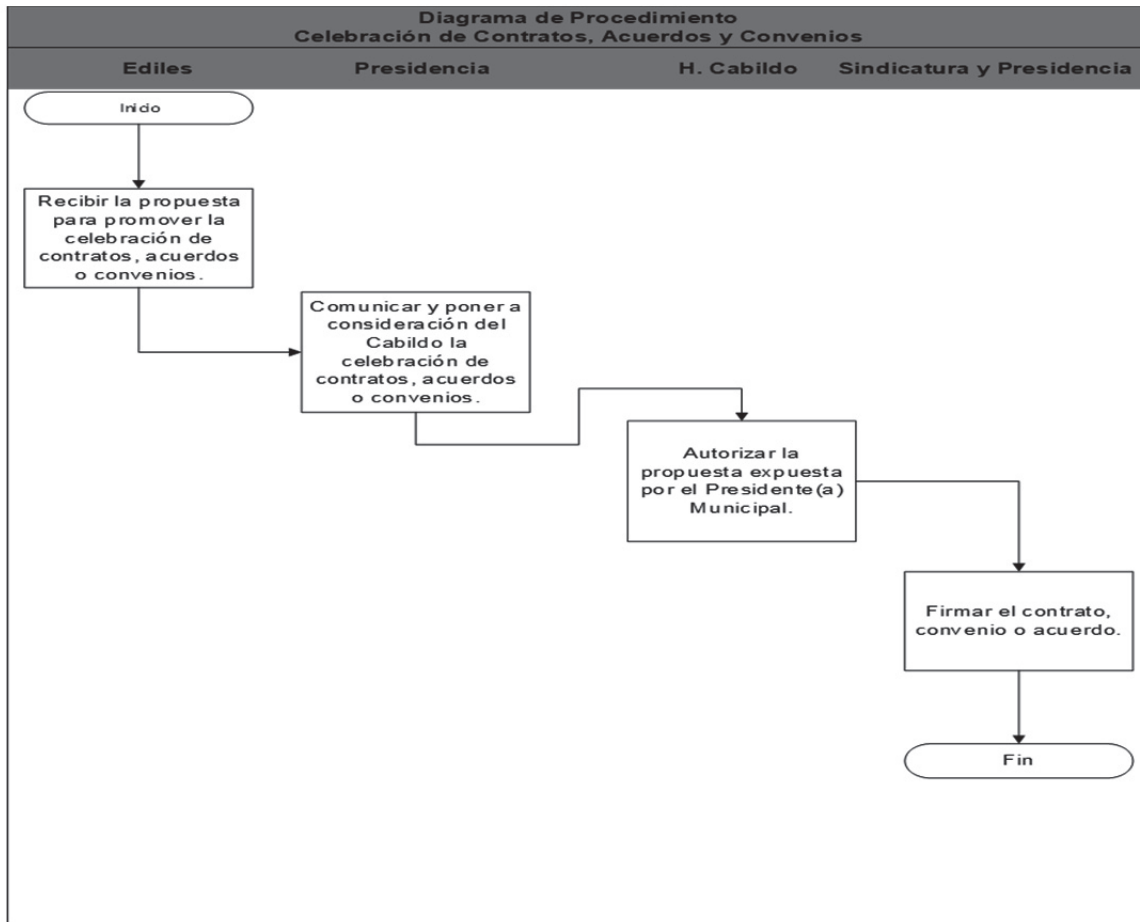 Diagrama de Procedimiento
Celebración de Contratos, Acuerdos y Convenios
Ediles
Presidencia
H. Cabildo
Sindicatura y Presidencia
Inicio
Recibir la propuesta
para promover la
celebración de
contratos, acuerdos
o convenios.
Comunicar y poner a
consideración del
Cabildo la
celebración de
contratos, acuerdos
o convenios.
Autorizar la
propuesta expuesta
por el Presidente(a)
Municipal.
Firmar el contrato,
convenio o acuerdo.
Fin